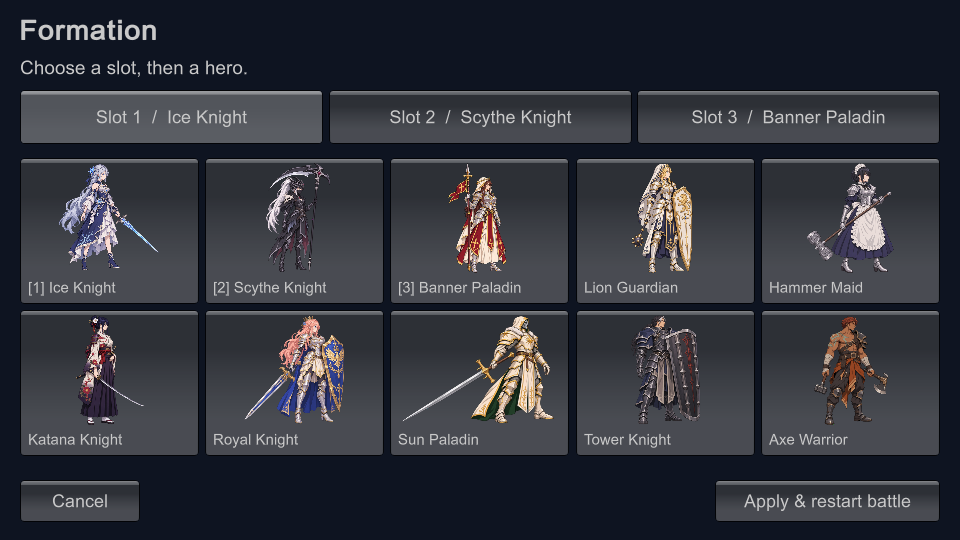 Formation
Choose a slot, then a hero.
Slot 1 / Ice Knight
Slot 2 / Scythe Knight
Slot 3 / Banner Paladin
[1] Ice Knight
[2] Scythe Knight
[3] Banner Paladin
Lion Guardian
Hammer Maid
Katana Knight
Royal Knight
Sun Paladin
Tower Knight
Axe Warrior
Cancel
Apply & restart battle